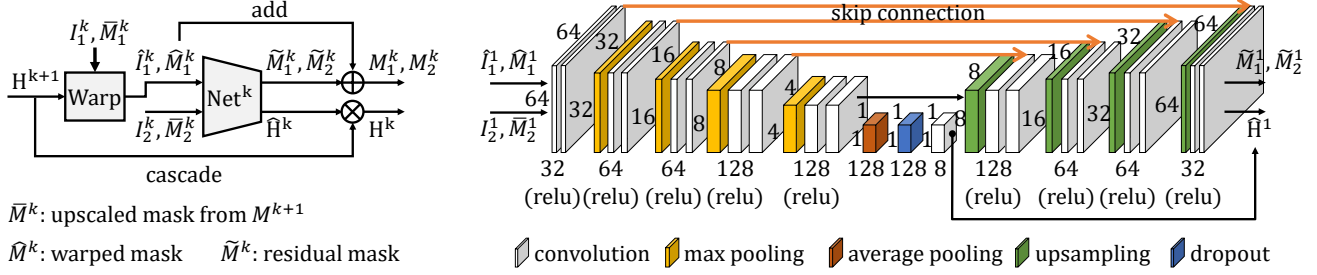 add
I₁ᵏ, M̄₁ᵏ
Hᵏ⁺¹
Warp
Î₁ᵏ, M̂₁ᵏ
I₂ᵏ, M̄₂ᵏ
Netᵏ
M̃₁ᵏ, M̃₂ᵏ
Ĥᵏ
M₁ᵏ, M₂ᵏ
Hᵏ
cascade
M̄ᵏ: upscaled mask from Mᵏ⁺¹
M̂ᵏ: warped mask M̃ᵏ: residual mask
skip connection
Î₁¹, M̂₁¹
I₂, M̄₂¹
64 32 16 8 4 8 16 32 64
64 32 16 8 4 1 1 1 8 16 32 64
1 1 1
M̃₁¹, M̃₂¹
Ĥ¹
32 64 64 128 128 128 128 8 128 64 64 32
(relu) (relu) (relu) (relu) (relu) (relu) (relu) (relu) (relu)
convolution max pooling average pooling upsampling dropout